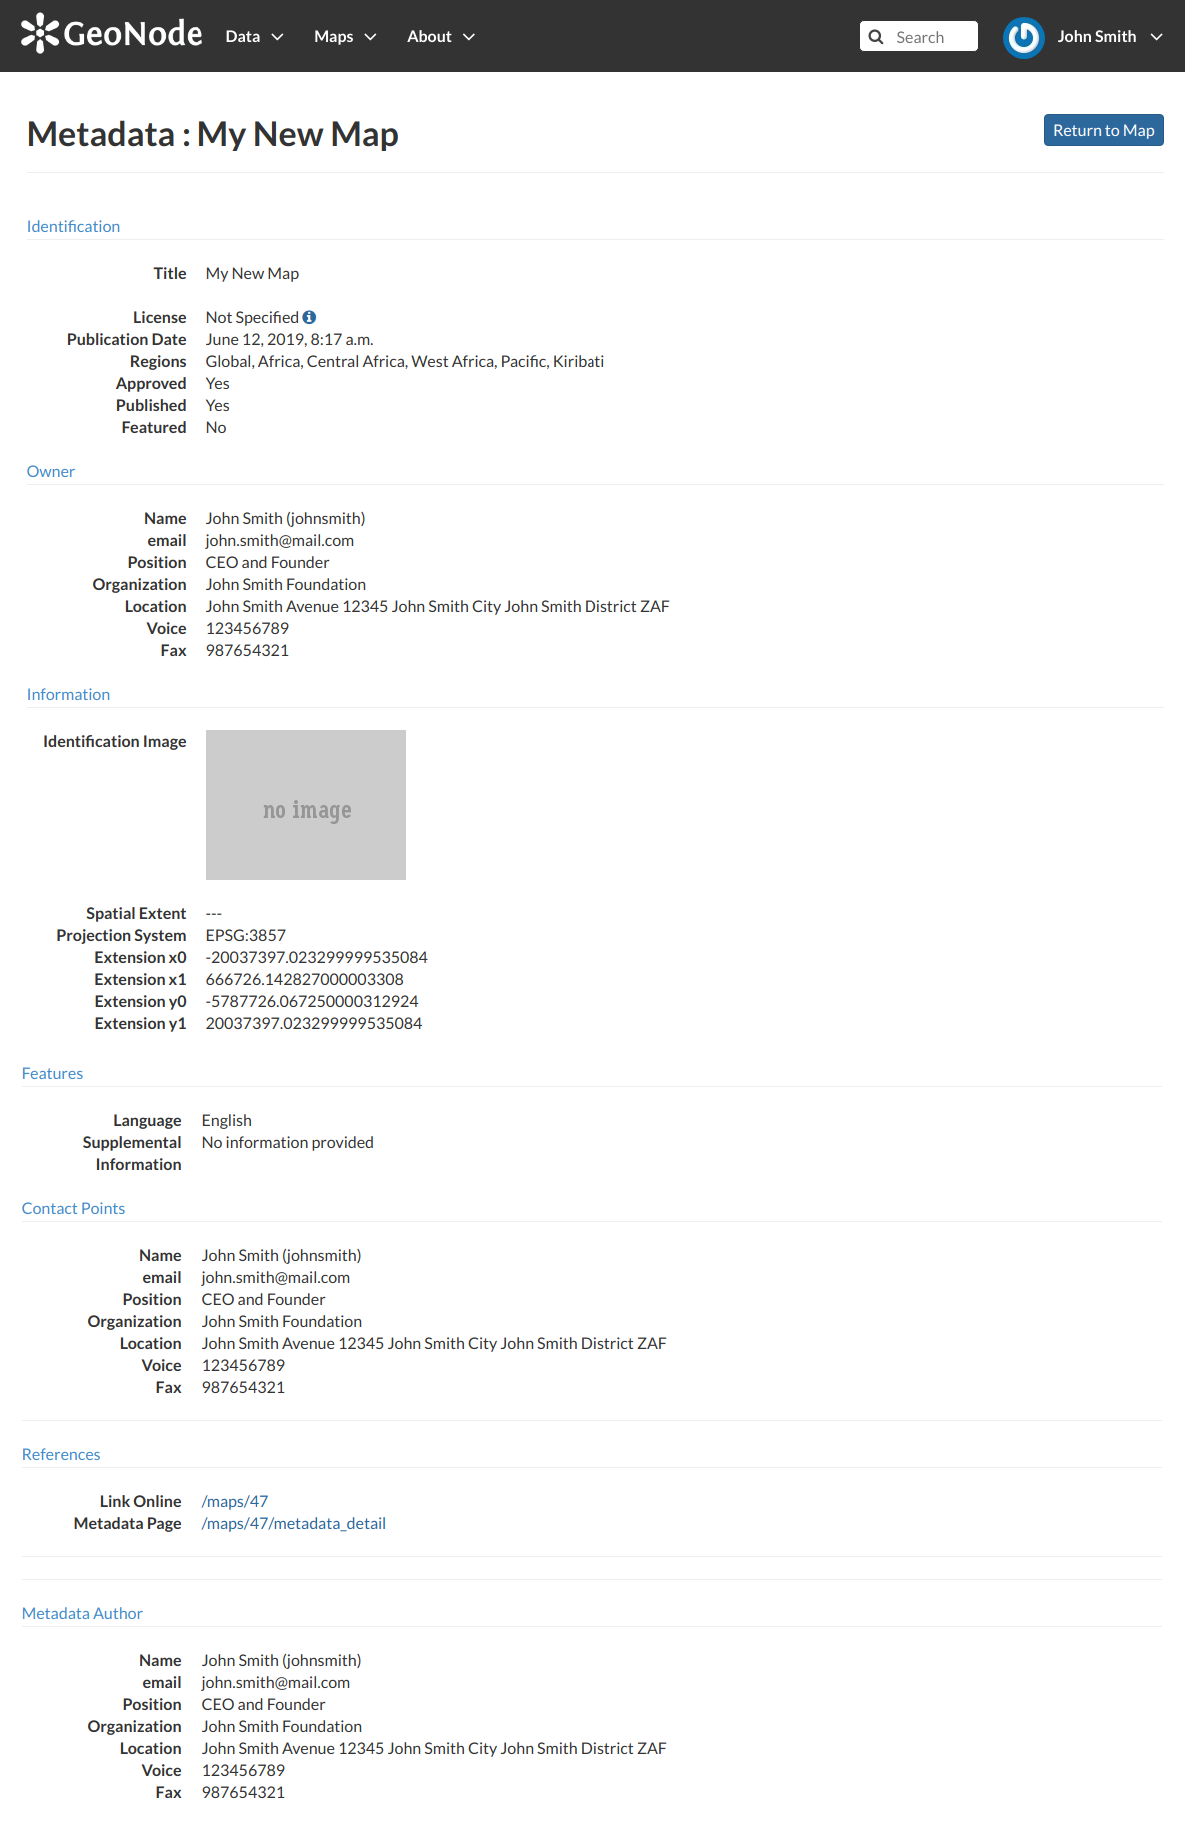 GeoNode Data Maps About Search John Smith
Metadata : My New Map Return to Map
Identification
Title My New Map
License Not Specified
Publication Date June 12, 2019, 8:17 a.m.
Regions Global, Africa, Central Africa, West Africa, Pacific, Kiribati
Approved Yes
Published Yes
Featured No
Owner
Name John Smith (johnsmith)
email john.smith@mail.com
Position CEO and Founder
Organization John Smith Foundation
Location John Smith Avenue 12345 John Smith City John Smith District ZAF
Voice 123456789
Fax 987654321
Information
Identification Image
no image
Spatial Extent ---
Projection System EPSG:3857
Extension x0 -20037397.023299999535084
Extension x1 666726.142827000003308
Extension y0 -5787726.067250000312924
Extension y1 20037397.023299999535084
Features
Language English
Supplemental No information provided
Information
Contact Points
Name John Smith (johnsmith)
email john.smith@mail.com
Position CEO and Founder
Organization John Smith Foundation
Location John Smith Avenue 12345 John Smith City John Smith District ZAF
Voice 123456789
Fax 987654321
References
Link Online /maps/47
Metadata Page /maps/47/metadata_detail
Metadata Author
Name John Smith (johnsmith)
email john.smith@mail.com
Position CEO and Founder
Organization John Smith Foundation
Location John Smith Avenue 12345 John Smith City John Smith District ZAF
Voice 123456789
Fax 987654321